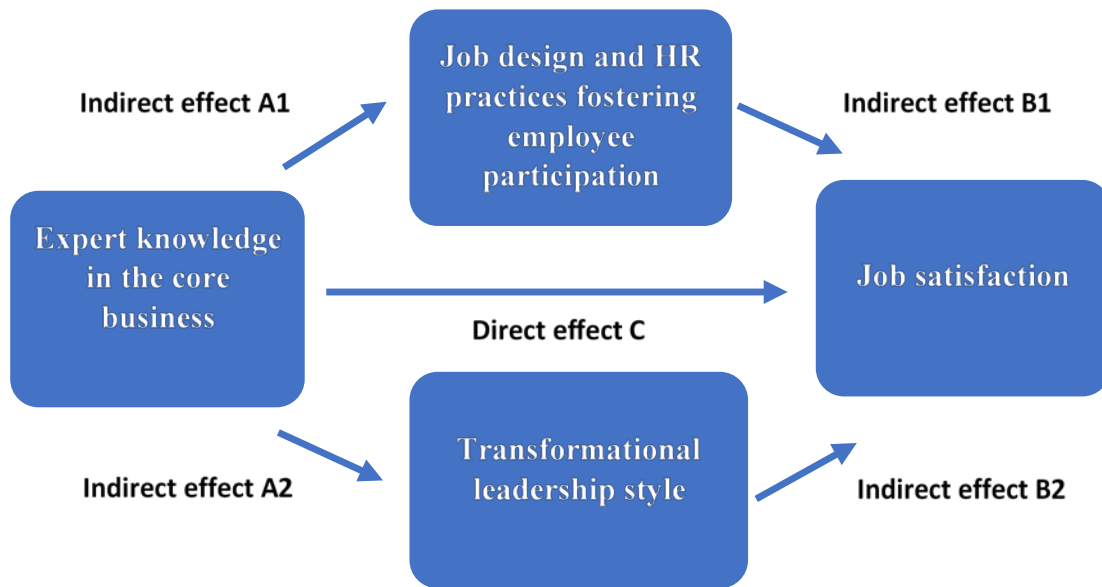 Job design and HR
practices fostering
employee
participation
Indirect effect A1
Indirect effect B1
Expert knowledge
in the core
business
Job satisfaction
Direct effect C
Transformational
leadership style
Indirect effect A2
Indirect effect B2